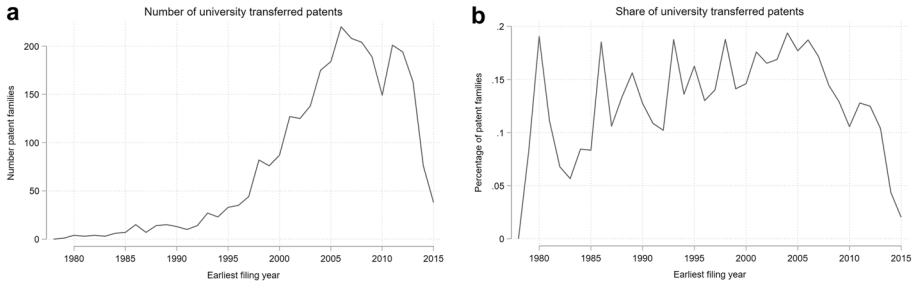 a
Number of university transferred patents
Number patent families
200
150
100
50
0
1980 1985 1990 1995 2000 2005 2010 2015
Earliest filing year
b
Share of university transferred patents
Percentage of patent families
.2
.15
.1
.05
0
1980 1985 1990 1995 2000 2005 2010 2015
Earliest filing year